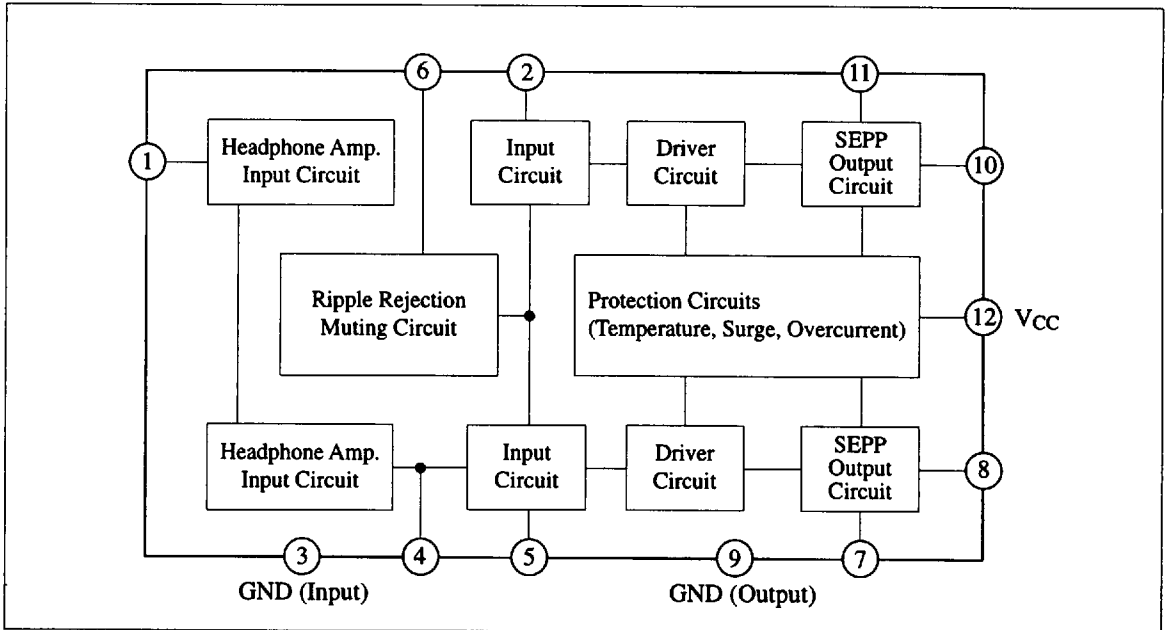 6
2
11
1
Headphone Amp.
Input Circuit
Input
Circuit
Driver
Circuit
SEPP
Output
Circuit
10
Ripple Rejection
Muting Circuit
Protection Circuits
(Temperature, Surge, Overcurrent)
12
VCC
Headphone Amp.
Input Circuit
Input
Circuit
Driver
Circuit
SEPP
Output
Circuit
8
3
4
5
9
7
GND (Input)
GND (Output)